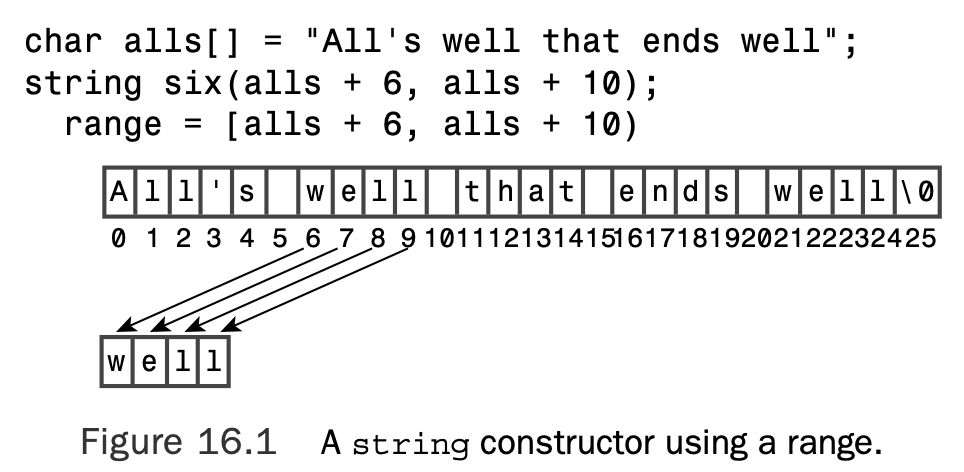 char alls[] = "All's well that ends well";
string six(alls + 6, alls + 10);
range = [alls + 6, alls + 10)
A l l ' s w e l l t h a t e n d s w e l l \0
0 1 2 3 4 5 6 7 8 9 10 11 12 13 14 15 16 17 18 19 20 21 22 23 24 25
w e l l
Figure 16.1 A string constructor using a range.